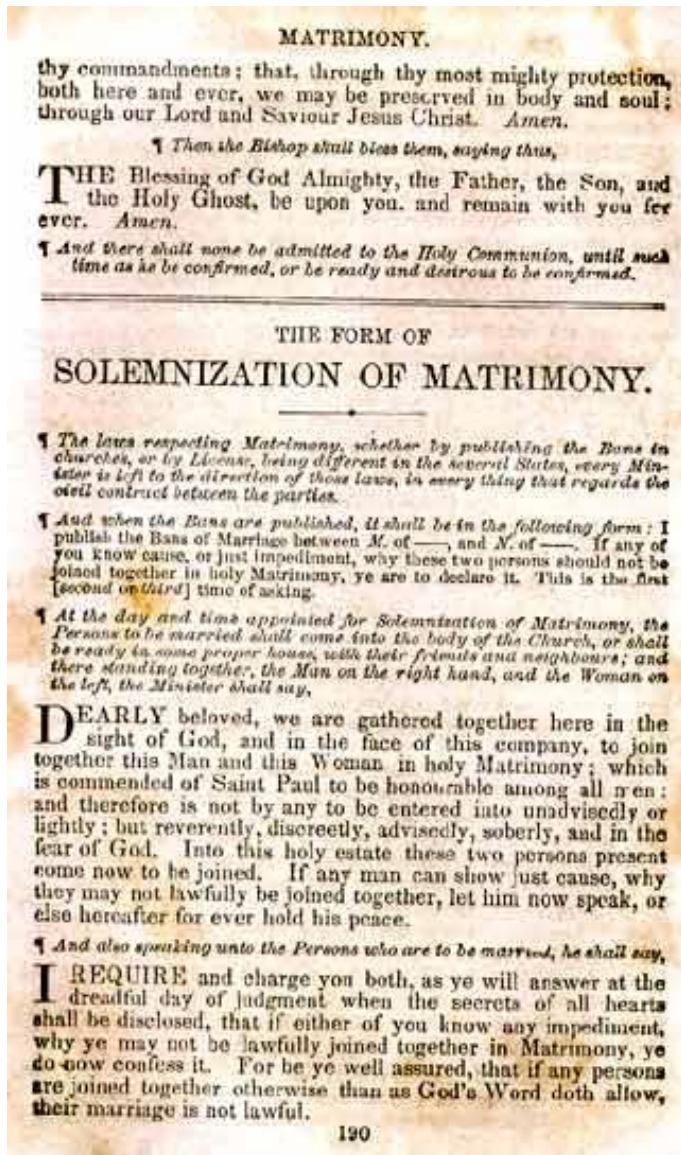 MATRIMONY.
thy commandments; that, through thy most mighty protection,
both here and ever, we may be preserved in body and soul;
through our Lord and Saviour Jesus Christ. Amen.
¶ Then the Bishop shall bless them, saying thus,
THE Blessing of God Almighty, the Father, the Son, and
the Holy Ghost, be upon you, and remain with you for
ever. Amen.
¶ And there shall none be admitted to the Holy Communion, until such
time as he be confirmed, or be ready and desirous to be confirmed.
THE FORM OF
SOLEMNIZATION OF MATRIMONY.
¶ The laws respecting Matrimony, whether by publishing the Bans in
churches, or by License, being different in the several States, every Min-
ister is left to the direction of those laws, in every thing that regards the
civil contract between the parties.
¶ And when the Bans are published, it shall be in the following form: I
publish the Bans of Marriage between M. of ——, and N. of ——. If any of
you know cause, or just impediment, why these two persons should not be
joined together in holy Matrimony, ye are to declare it. This is the first
[second or third] time of asking.
¶ At the day and time appointed for Solemnization of Matrimony, the
Persons to be married shall come into the body of the Church, or shall
be ready in some proper house, with their friends and neighbours; and
there standing together, the Man on the right hand, and the Woman on
the left, the Minister shall say,
DEARLY beloved, we are gathered together here in the
sight of God, and in the face of this company, to join
together this Man and this Woman in holy Matrimony; which
is commended of Saint Paul to be honourable among all men:
and therefore is not by any to be entered into unadvisedly or
lightly; but reverently, discreetly, advisedly, soberly, and in the
fear of God. Into this holy estate these two persons present
come now to be joined. If any man can show just cause, why
they may not lawfully be joined together, let him now speak, or
else hereafter for ever hold his peace.
¶ And also speaking unto the Persons who are to be married, he shall say,
I REQUIRE and charge you both, as ye will answer at the
dreadful day of judgment when the secrets of all hearts
shall be disclosed, that if either of you know any impediment,
why ye may not be lawfully joined together in Matrimony, ye
do now confess it. For be ye well assured, that if any persons
are joined together otherwise than as God's Word doth allow,
their marriage is not lawful.
190